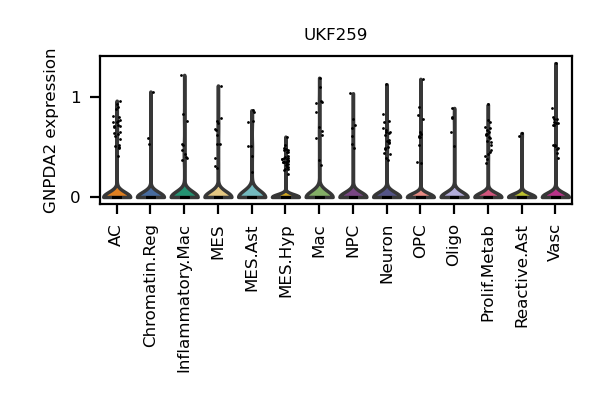 UKF259
GNPDA2 expression
1
0
AC
Chromatin.Reg
Inflammatory.Mac
MES
MES.Ast
MES.Hyp
Mac
NPC
Neuron
OPC
Oligo
Prolif.Metab
Reactive.Ast
Vasc